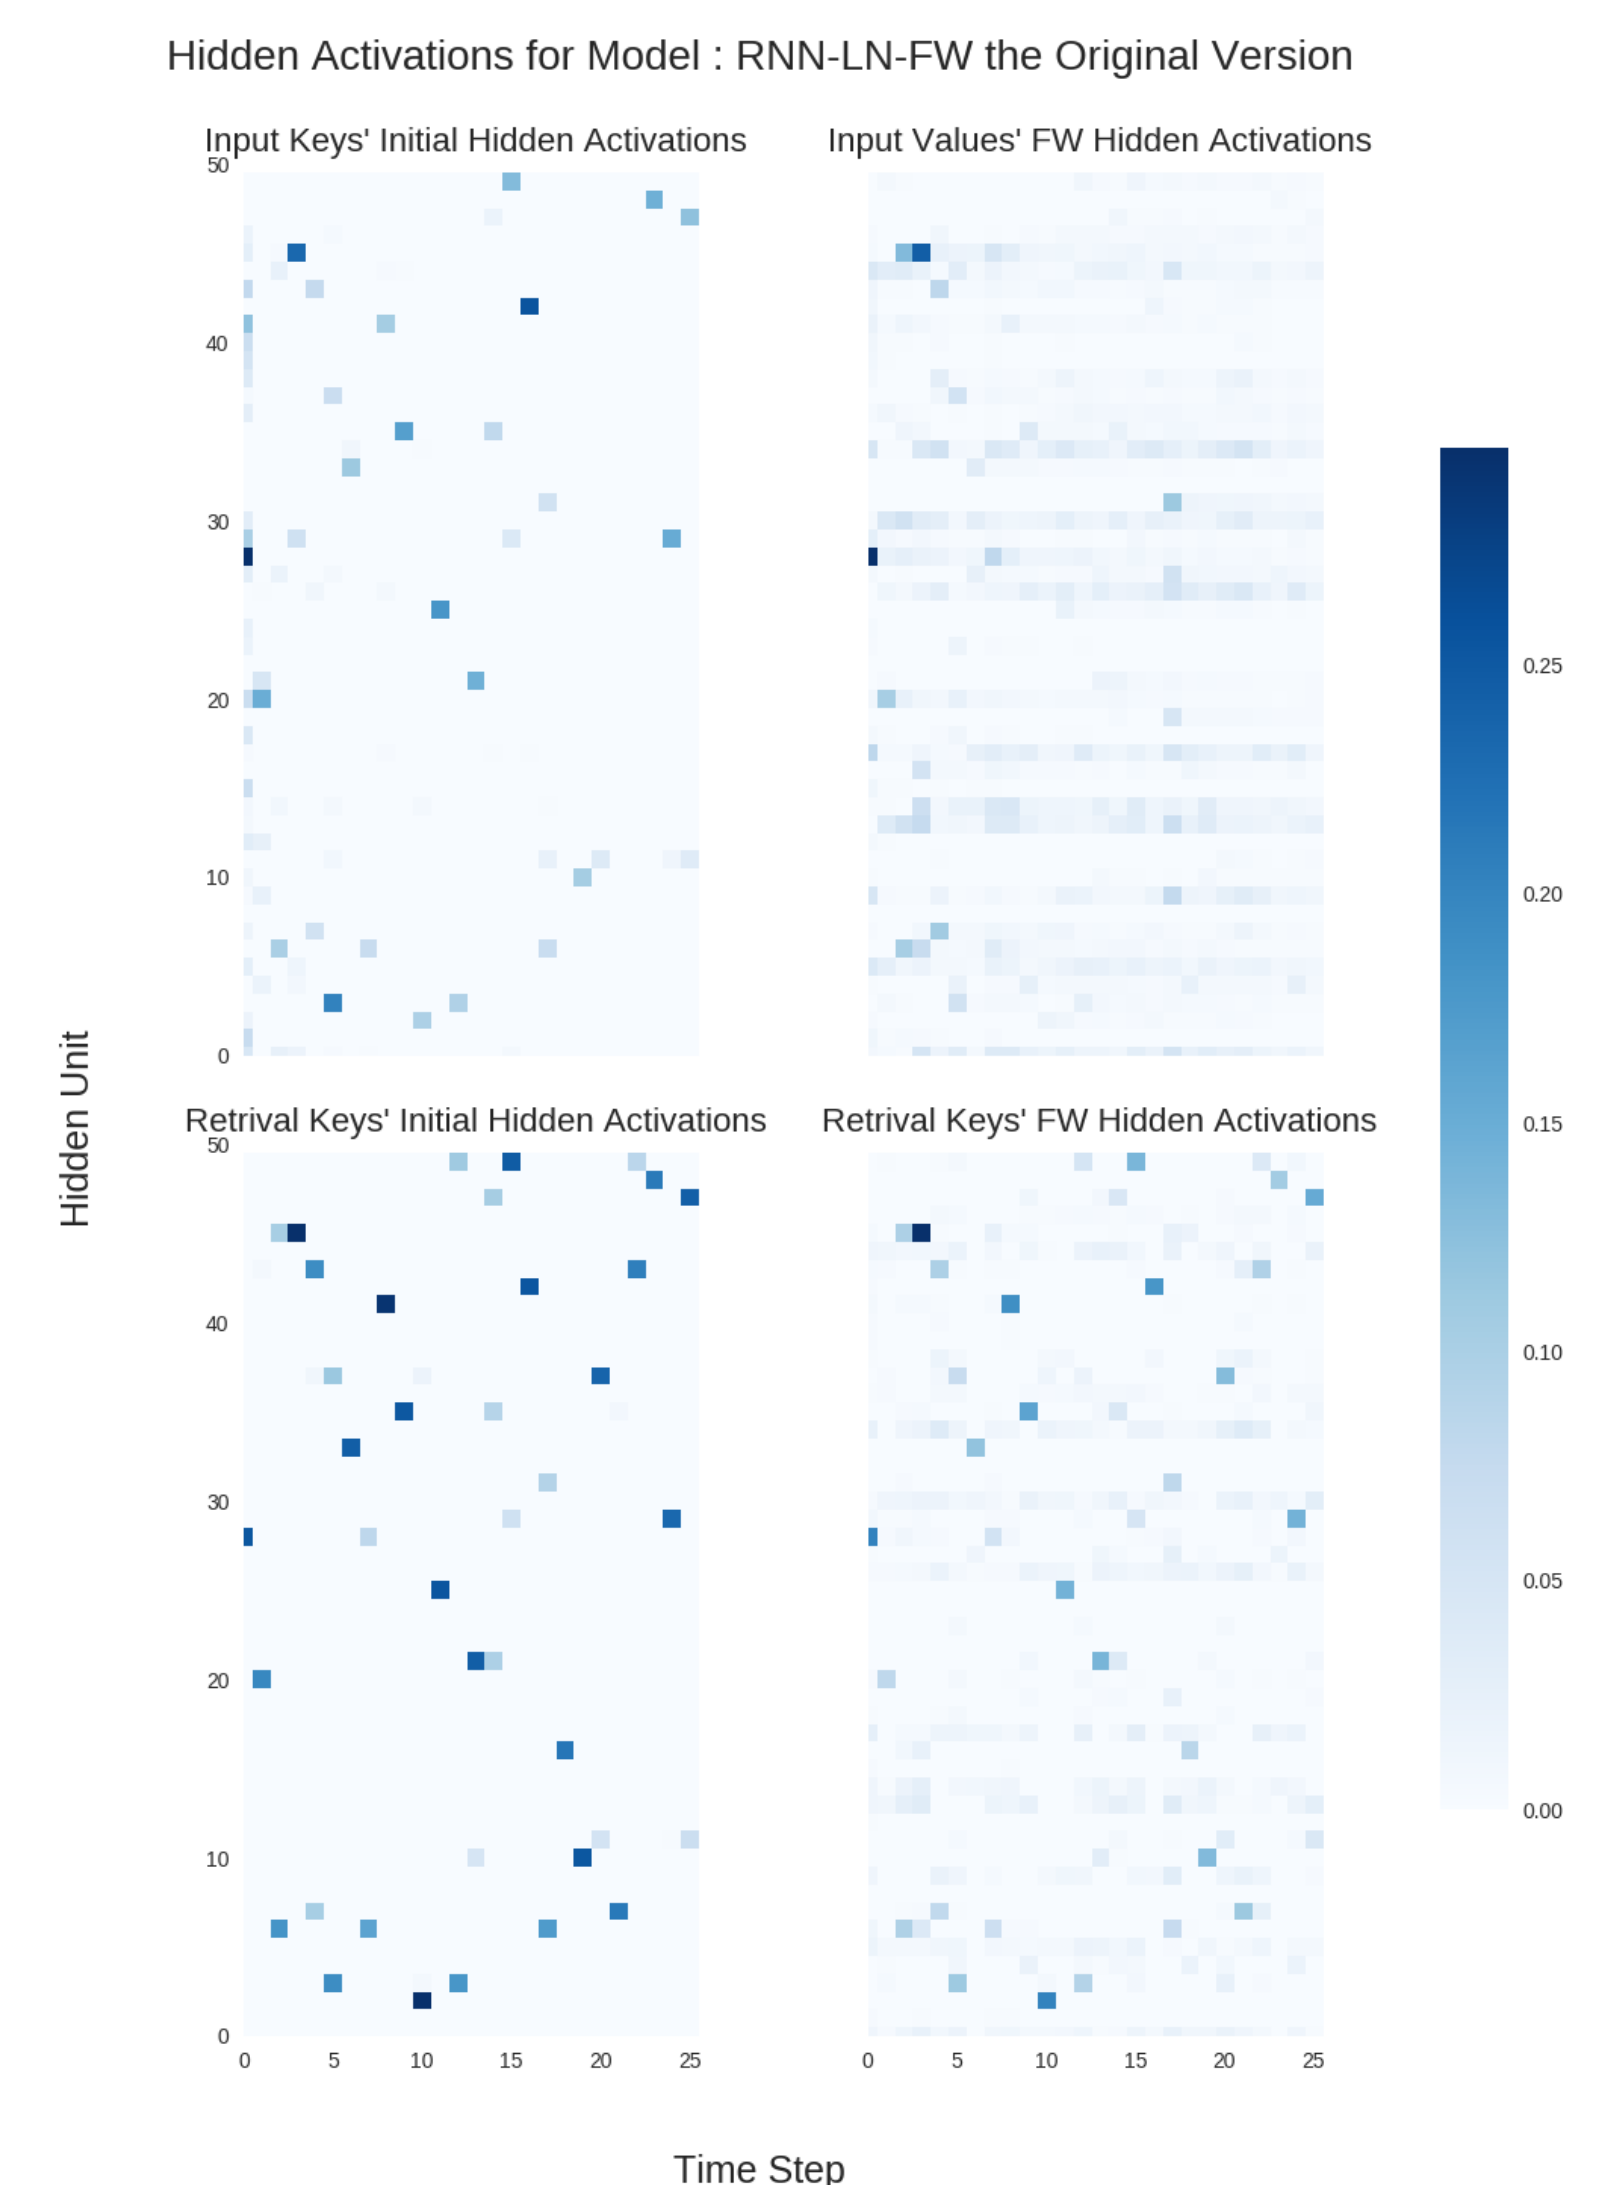 Hidden Activations for Model : RNN-LN-FW the Original Version
Input Keys' Initial Hidden Activations
Input Values' FW Hidden Activations
50
40
30
20
10
0
Retrival Keys' Initial Hidden Activations
Retrival Keys' FW Hidden Activations
50
40
30
20
10
0
0 5 10 15 20 25
0 5 10 15 20 25
Hidden Unit
Time Step
0.25
0.20
0.15
0.10
0.05
0.00